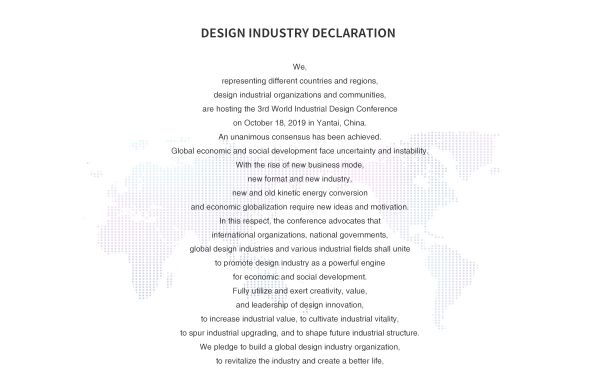 DESIGN INDUSTRY DECLARATION
We,
representing different countries and regions,
design industrial organizations and communities,
are hosting the 3rd World Industrial Design Conference
on October 18, 2019 in Yantai, China.
An unanimous consensus has been achieved.
Global economic and social development face uncertainty and instability.
With the rise of new business mode,
new format and new industry,
new and old kinetic energy conversion
and economic globalization require new ideas and motivation.
In this respect, the conference advocates that
international organizations, national governments,
global design industries and various industrial fields shall unite
to promote design industry as a powerful engine
for economic and social development.
Fully utilize and exert creativity, value,
and leadership of design innovation,
to increase industrial value, to cultivate industrial vitality,
to spur industrial upgrading, and to shape future industrial structure.
We pledge to build a global design industry organization,
to revitalize the industry and create a better life,